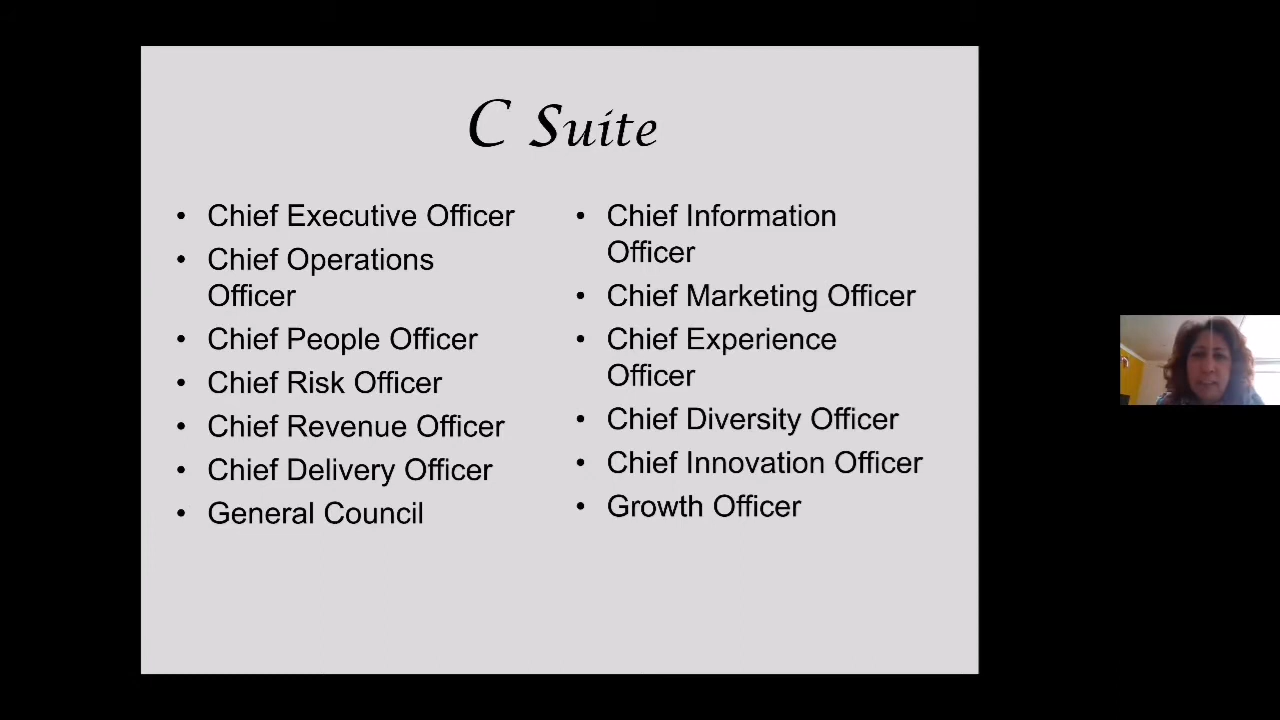 C Suite
• Chief Executive Officer
• Chief Operations
Officer
• Chief People Officer
• Chief Risk Officer
• Chief Revenue Officer
• Chief Delivery Officer
• General Council
• Chief Information
Officer
• Chief Marketing Officer
• Chief Experience
Officer
• Chief Diversity Officer
• Chief Innovation Officer
• Growth Officer